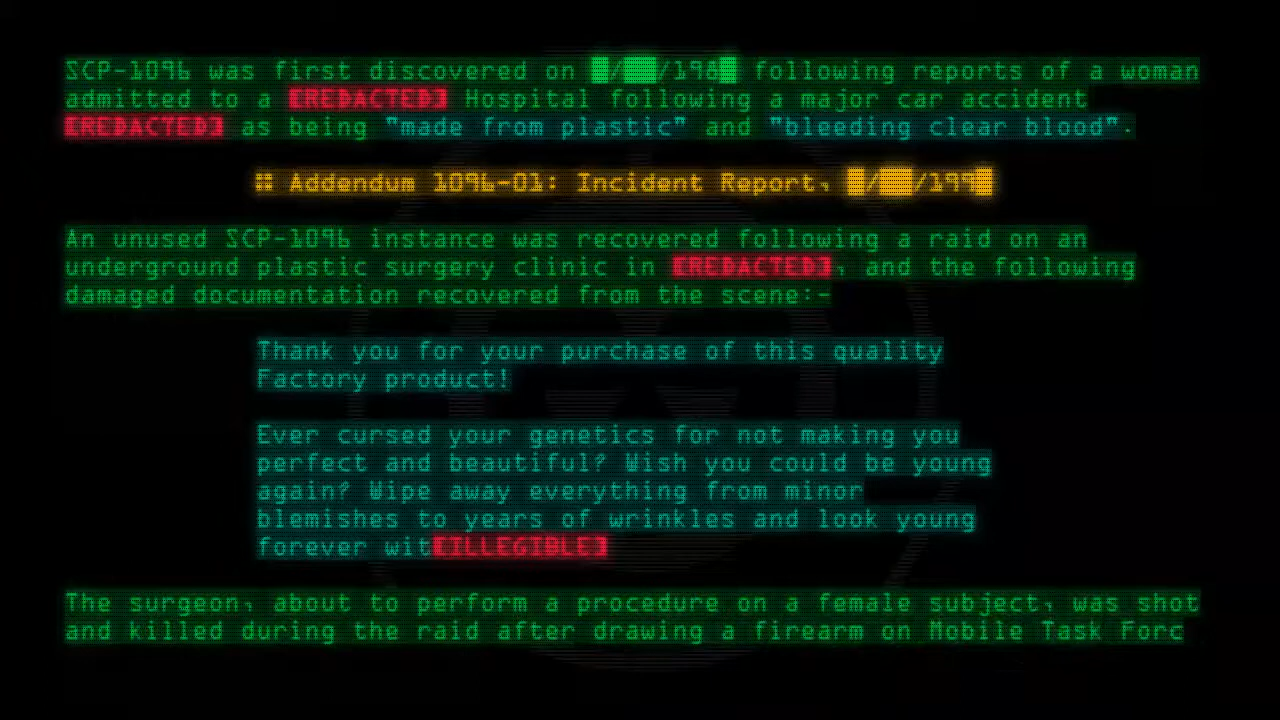 SCP-1096 was first discovered on █/██/198█ following reports of a woman
admitted to a [REDACTED] Hospital following a major car accident
[REDACTED] as being "made from plastic" and "bleeding clear blood".
:: Addendum 1096-01: Incident Report, █/██/199█
An unused SCP-1096 instance was recovered following a raid on an
underground plastic surgery clinic in [REDACTED], and the following
damaged documentation recovered from the scene:-
Thank you for your purchase of this quality
Factory product!
Ever cursed your genetics for not making you
perfect and beautiful? Wish you could be young
again? Wipe away everything from minor
blemishes to years of wrinkles and look young
forever wit[ILLEGIBLE]
The surgeon, about to perform a procedure on a female subject, was shot
and killed during the raid after drawing a firearm on Mobile Task Forc